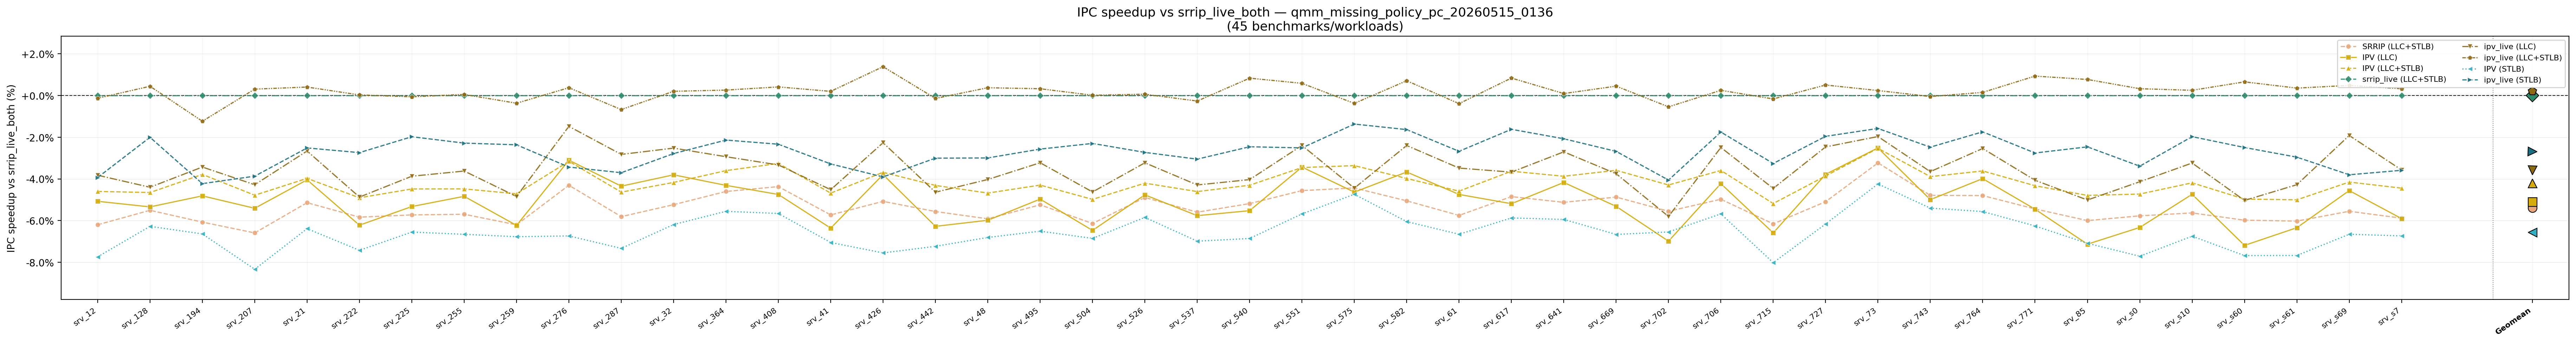 IPC speedup vs srrip_live_both — qmm_missing_policy_pc_20260515_0136
(45 benchmarks/workloads)
IPC speedup vs srrip_live_both (%)
+2.0%
+0.0%
-2.0%
-4.0%
-6.0%
-8.0%
SRRIP (LLC+STLB)
IPV (LLC)
IPV (LLC+STLB)
srrip_live (LLC+STLB)
ipv_live (LLC)
ipv_live (LLC+STLB)
IPV (STLB)
ipv_live (STLB)
srv_12
srv_128
srv_194
srv_207
srv_21
srv_222
srv_225
srv_255
srv_259
srv_276
srv_287
srv_32
srv_364
srv_408
srv_41
srv_426
srv_442
srv_48
srv_495
srv_504
srv_526
srv_537
srv_540
srv_551
srv_575
srv_582
srv_61
srv_617
srv_641
srv_669
srv_702
srv_706
srv_715
srv_727
srv_73
srv_743
srv_764
srv_771
srv_85
srv_s0
srv_s10
srv_s60
srv_s61
srv_s69
srv_s7
Geomean